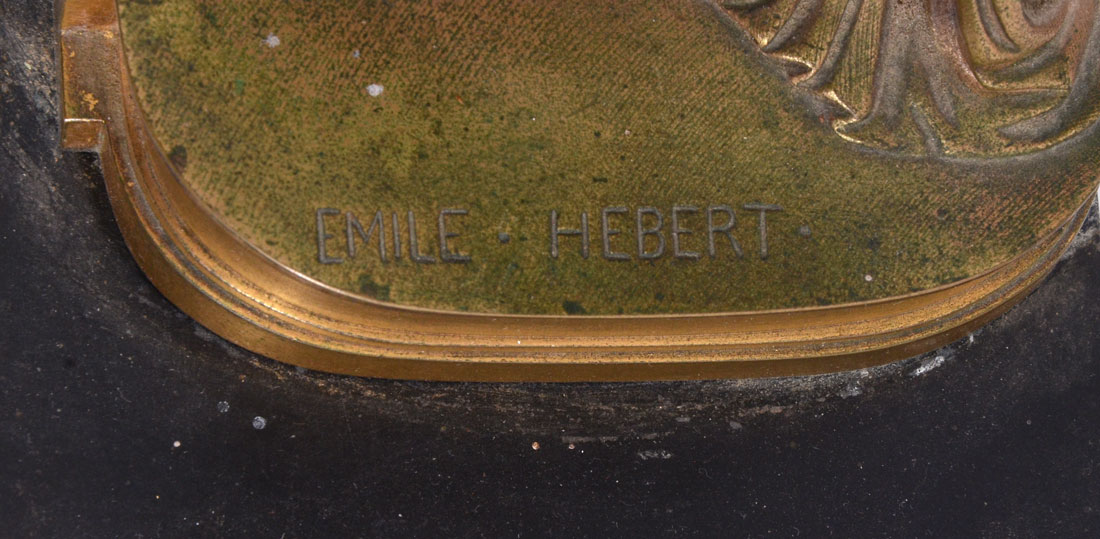 EMILE · HEBERT ·